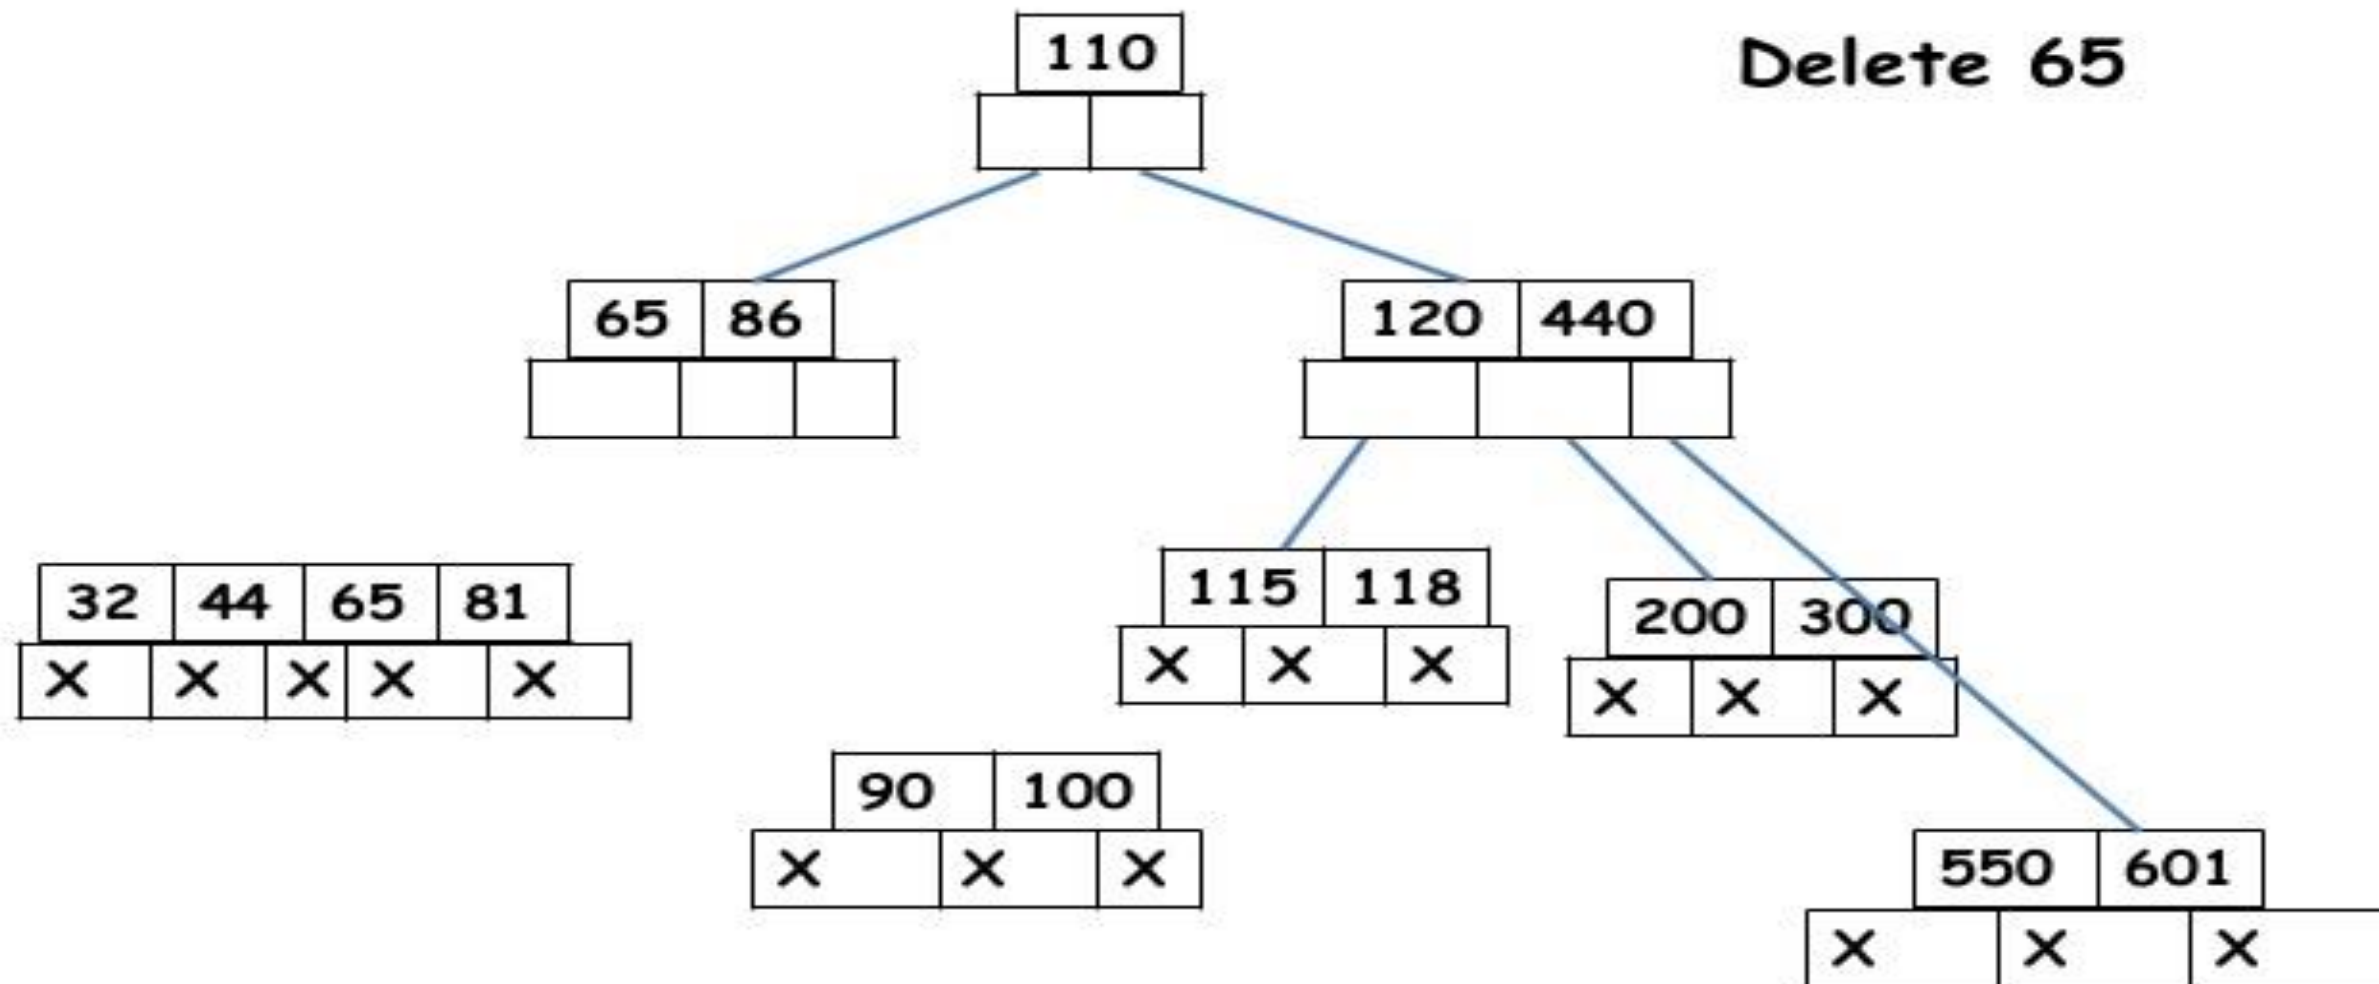 110
Delete 65
65 86
120 440
32 44 65 81
X X X X X
115 118
X X X
200 300
X X X
90 100
X X X
550 601
X X X